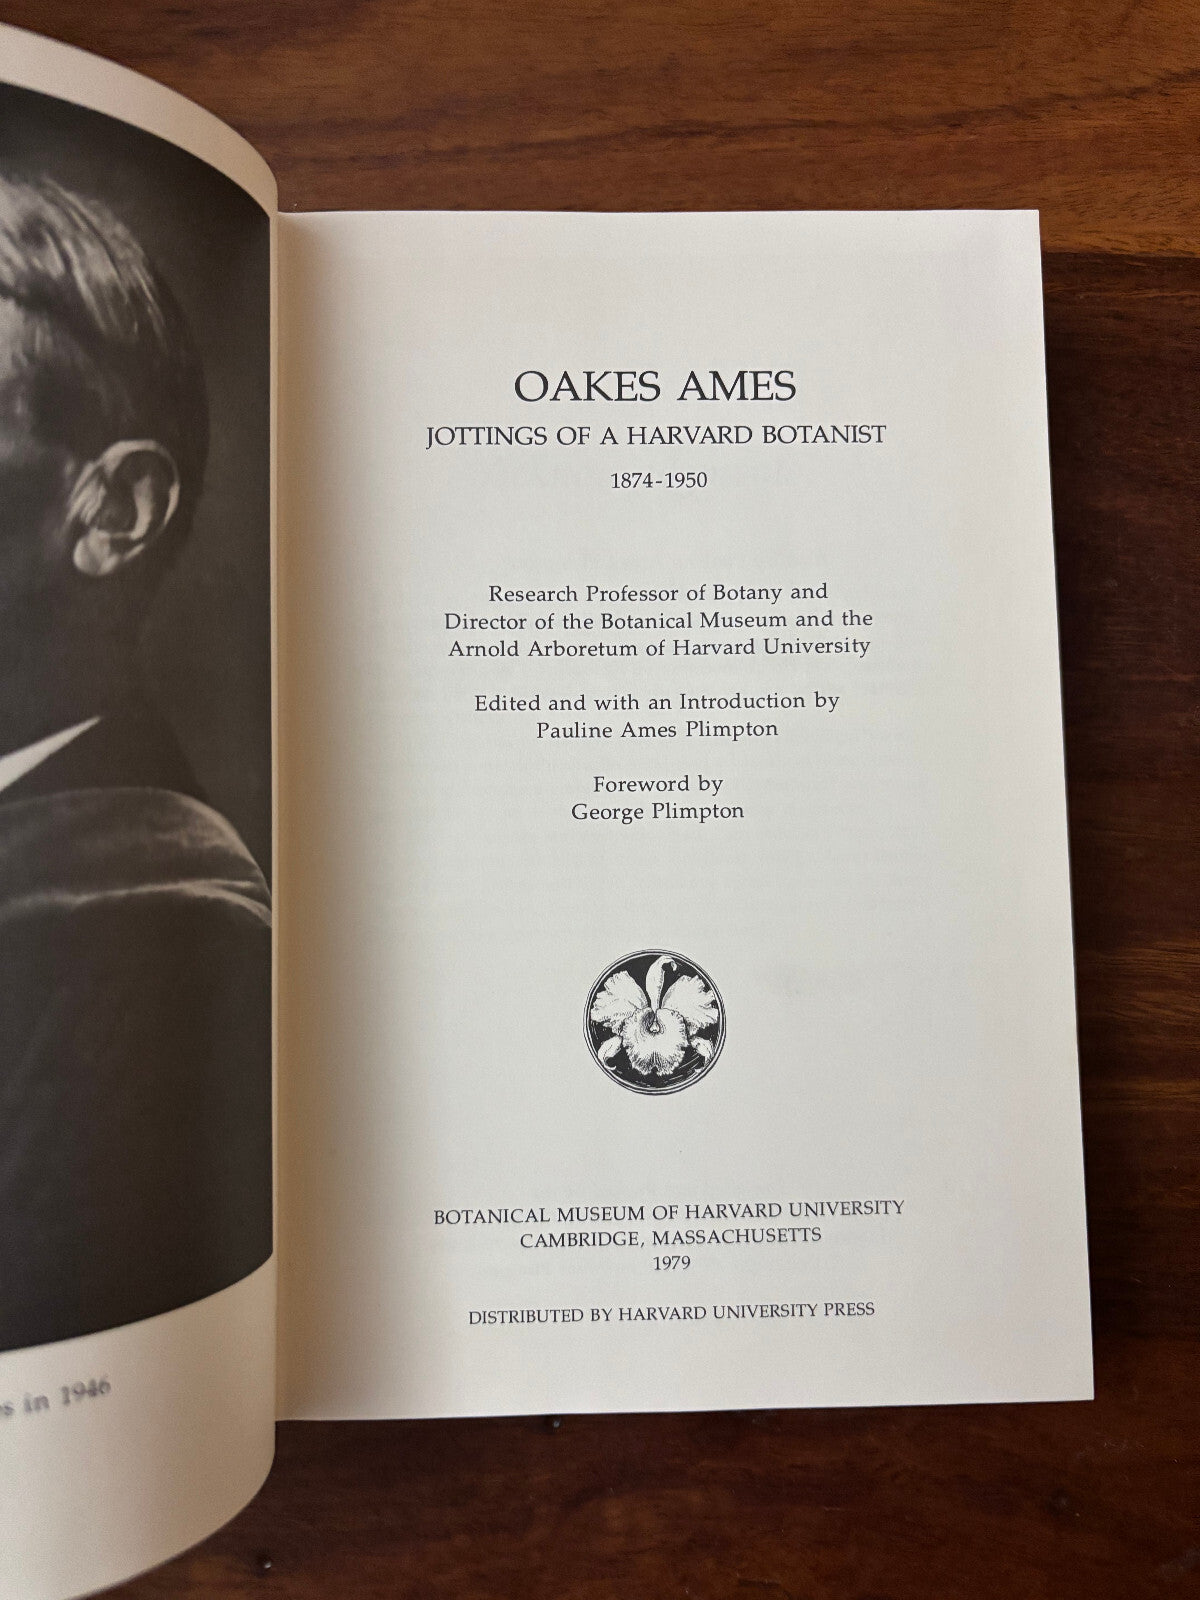 OAKES AMES
JOTTINGS OF A HARVARD BOTANIST
1874-1950
Research Professor of Botany and
Director of the Botanical Museum and the
Arnold Arboretum of Harvard University
Edited and with an Introduction by
Pauline Ames Plimpton
Foreword by
George Plimpton
BOTANICAL MUSEUM OF HARVARD UNIVERSITY
CAMBRIDGE, MASSACHUSETTS
1979
DISTRIBUTED BY HARVARD UNIVERSITY PRESS
in 1946